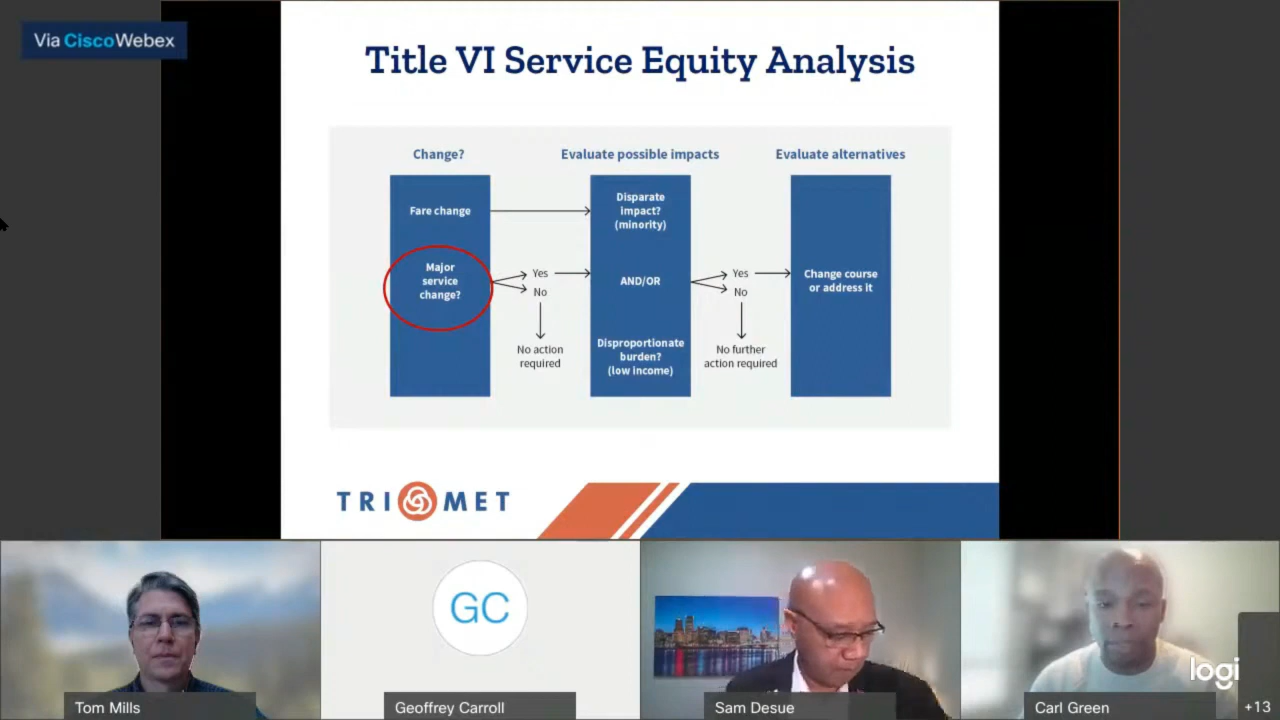 Via CiscoWebex
Title VI Service Equity Analysis
Change?
Evaluate possible impacts
Evaluate alternatives
Fare change
Major
service
change?
Yes
No
No action
required
Disparate
impact?
(minority)
AND/OR
Disproportionate
burden?
(low income)
Yes
No
No further
action required
Change course
or address it
TRI MET
GC
logi
Tom Mills
Geoffrey Carroll
Sam Desue
Carl Green
+13